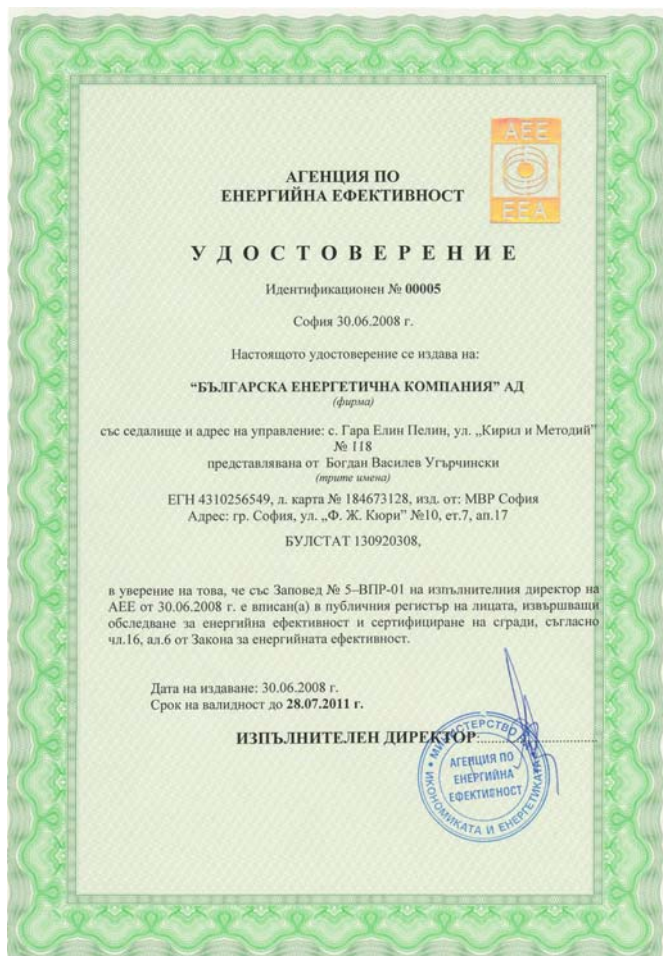 АЕЕ
ЕЕА
АГЕНЦИЯ ПО
ЕНЕРГИЙНА ЕФЕКТИВНОСТ
У Д О С Т О В Е Р Е Н И Е
Идентификационен № 00005
София 30.06.2008 г.
Настоящото удостоверение се издава на:
“БЪЛГАРСКА ЕНЕРГЕТИЧНА КОМПАНИЯ” АД
(фирма)
със седалище и адрес на управление: с. Гара Елин Пелин, ул. „Кирил и Методий”
№ 118
представлявана от Богдан Василев Угърчински
(трите имена)
ЕГН 4310256549, л. карта № 184673128, изд. от: МВР София
Адрес: гр. София, ул. „Ф. Ж. Кюри” №10, ет.7, ап.17
БУЛСТАТ 130920308,
в уверение на това, че със Заповед № 5–ВПР-01 на изпълнителния директор на
АЕЕ от 30.06.2008 г. е вписан(а) в публичния регистър на лицата, извършващи
обследване за енергийна ефективност и сертифициране на сгради, съгласно
чл.16, ал.6 от Закона за енергийната ефективност.
Дата на издаване: 30.06.2008 г.
Срок на валидност до 28.07.2011 г.
ИЗПЪЛНИТЕЛЕН ДИРЕКТОР:..............................
АГЕНЦИЯ ПО
ЕНЕРГИЙНА
ЕФЕКТИВНОСТ
ИКОНОМИКАТА И ЕНЕРГЕТИКАТА